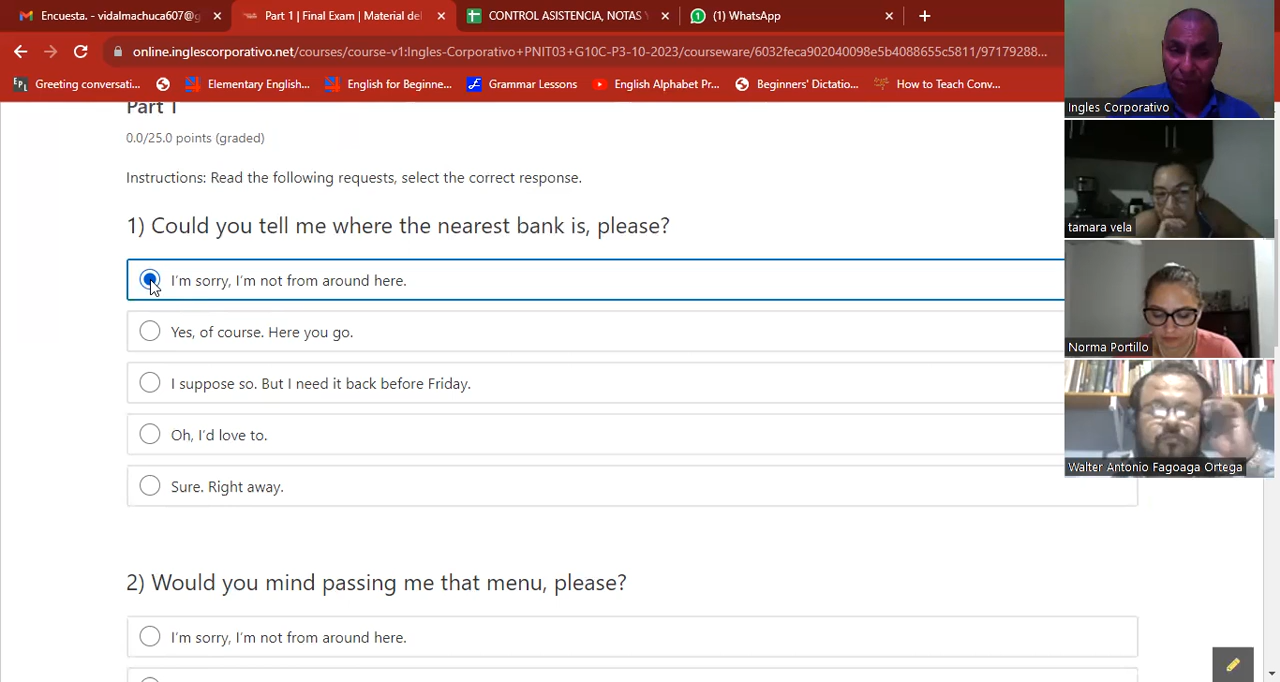 Encuesta. - vidalmachuca607@g
Part 1 | Final Exam | Material del
CONTROL ASISTENCIA, NOTAS Y
(1) WhatsApp
online.inglescorporativo.net/courses/course-v1:Ingles-Corporativo+PNIT03+G10C-P3-10-2023/courseware/6032feca902040098e5b4088655c5811/97179288...
Greeting conversati...
Elementary English...
English for Beginne...
Grammar Lessons
English Alphabet Pr...
Beginners' Dictatio...
How to Teach Conv...
Part 1
0.0/25.0 points (graded)
Instructions: Read the following requests, select the correct response.
1) Could you tell me where the nearest bank is, please?
I'm sorry, I'm not from around here.
Yes, of course. Here you go.
I suppose so. But I need it back before Friday.
Oh, I'd love to.
Sure. Right away.
2) Would you mind passing me that menu, please?
I'm sorry, I'm not from around here.
Ingles Corporativo
tamara vela
Norma Portillo
Walter Antonio Fagoaga Ortega